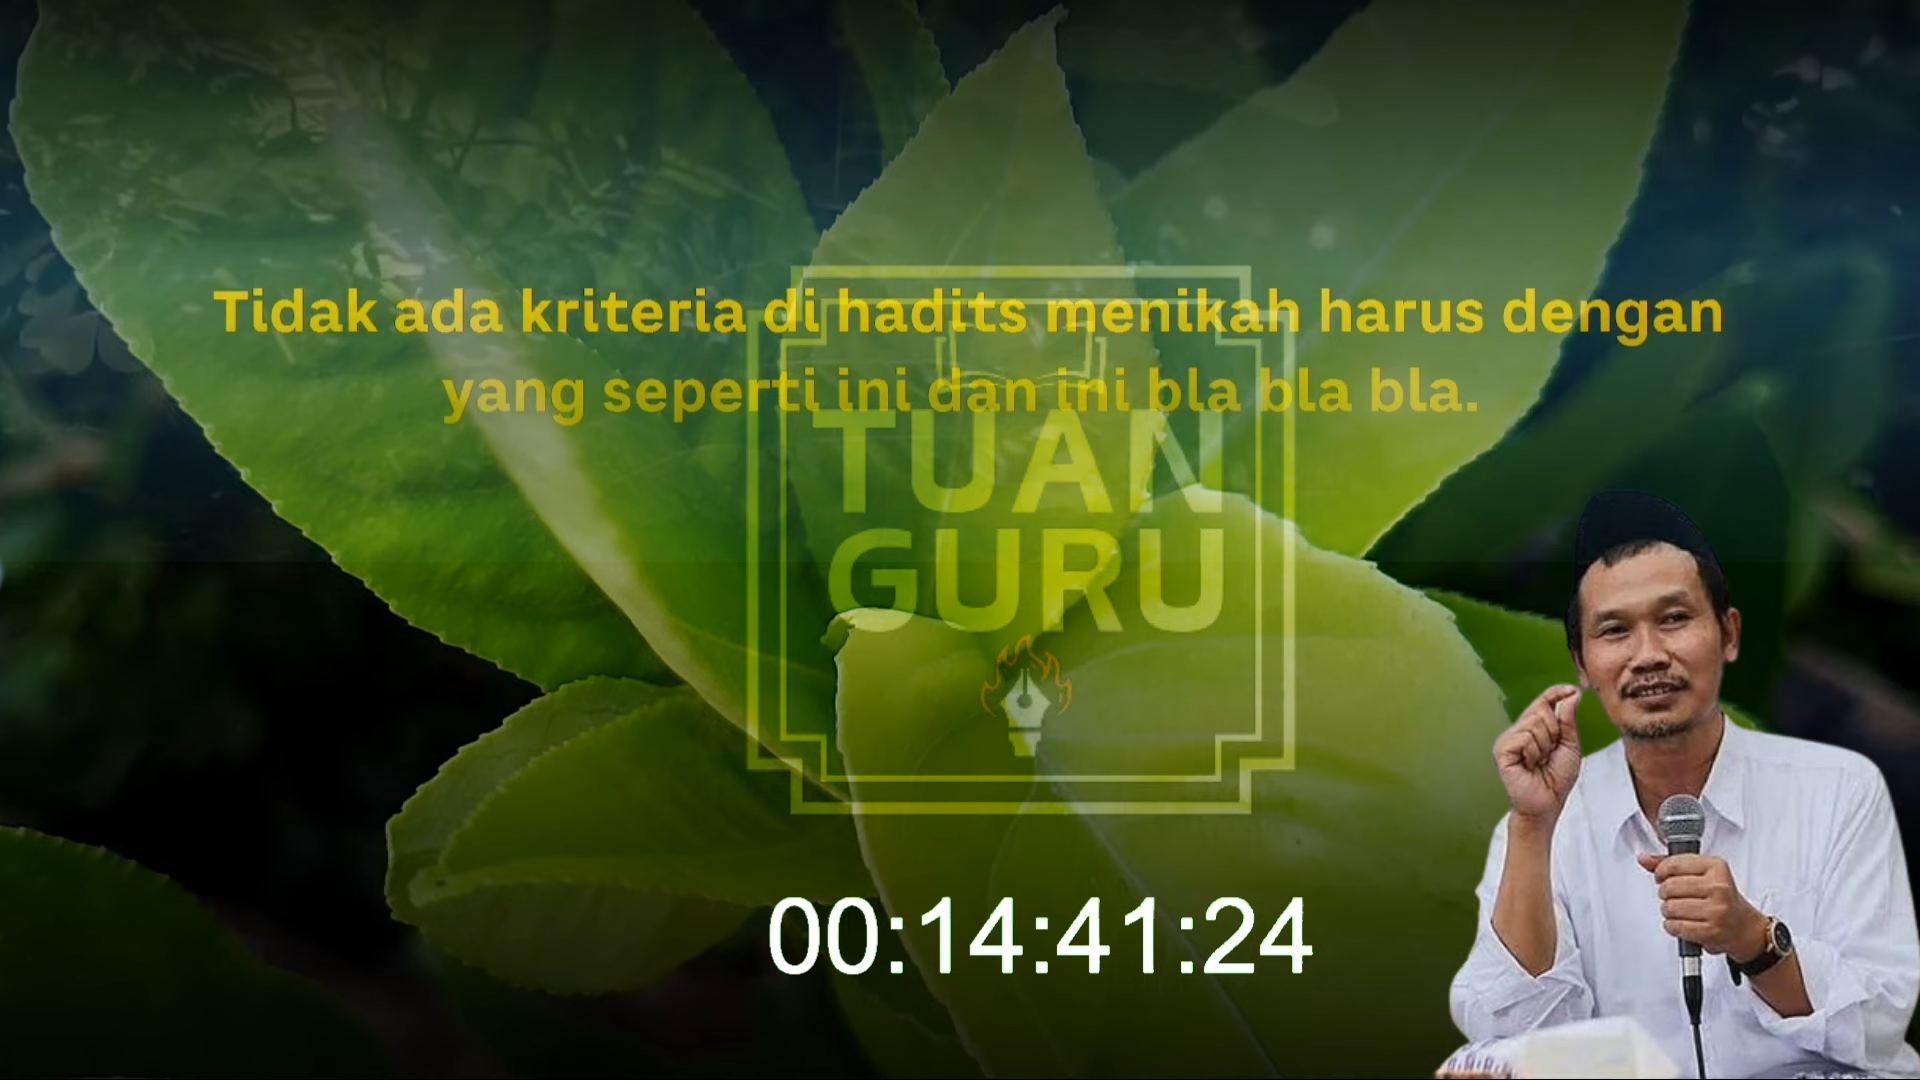 Tidak ada kriteria di hadits menikah harus dengan
yang seperti ini dan ini bla bla bla.
TUAN
GURU
00:14:41:24